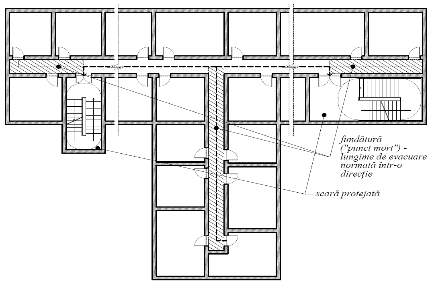 fundătură
("punct mort") -
lungime de evacuare
normată într-o
direcție
scară protejată